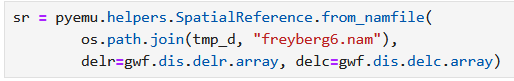 sr = pyemu.helpers.SpatialReference.from_namfile(
        os.path.join(tmp_d, "freyberg6.nam"),
        delr=gwf.dis.delr.array, delc=gwf.dis.delc.array)